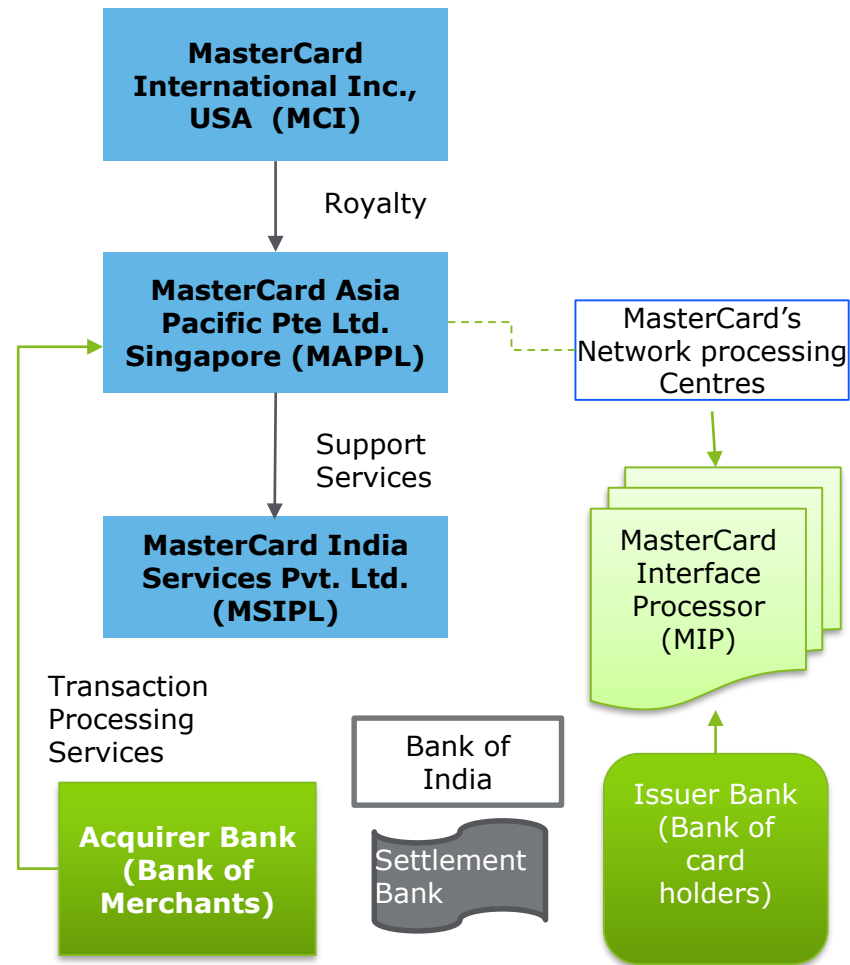 MasterCard
International Inc.,
USA (MCI)
Royalty
MasterCard Asia
Pacific Pte Ltd.
Singapore (MAPPL)
MasterCard’s
Network processing
Centres
Support
Services
MasterCard India
Services Pvt. Ltd.
(MSIPL)
MasterCard
Interface
Processor
(MIP)
Transaction
Processing
Services
Bank of
India
Acquirer Bank
(Bank of
Merchants)
Settlement
Bank
Issuer Bank
(Bank of
card
holders)